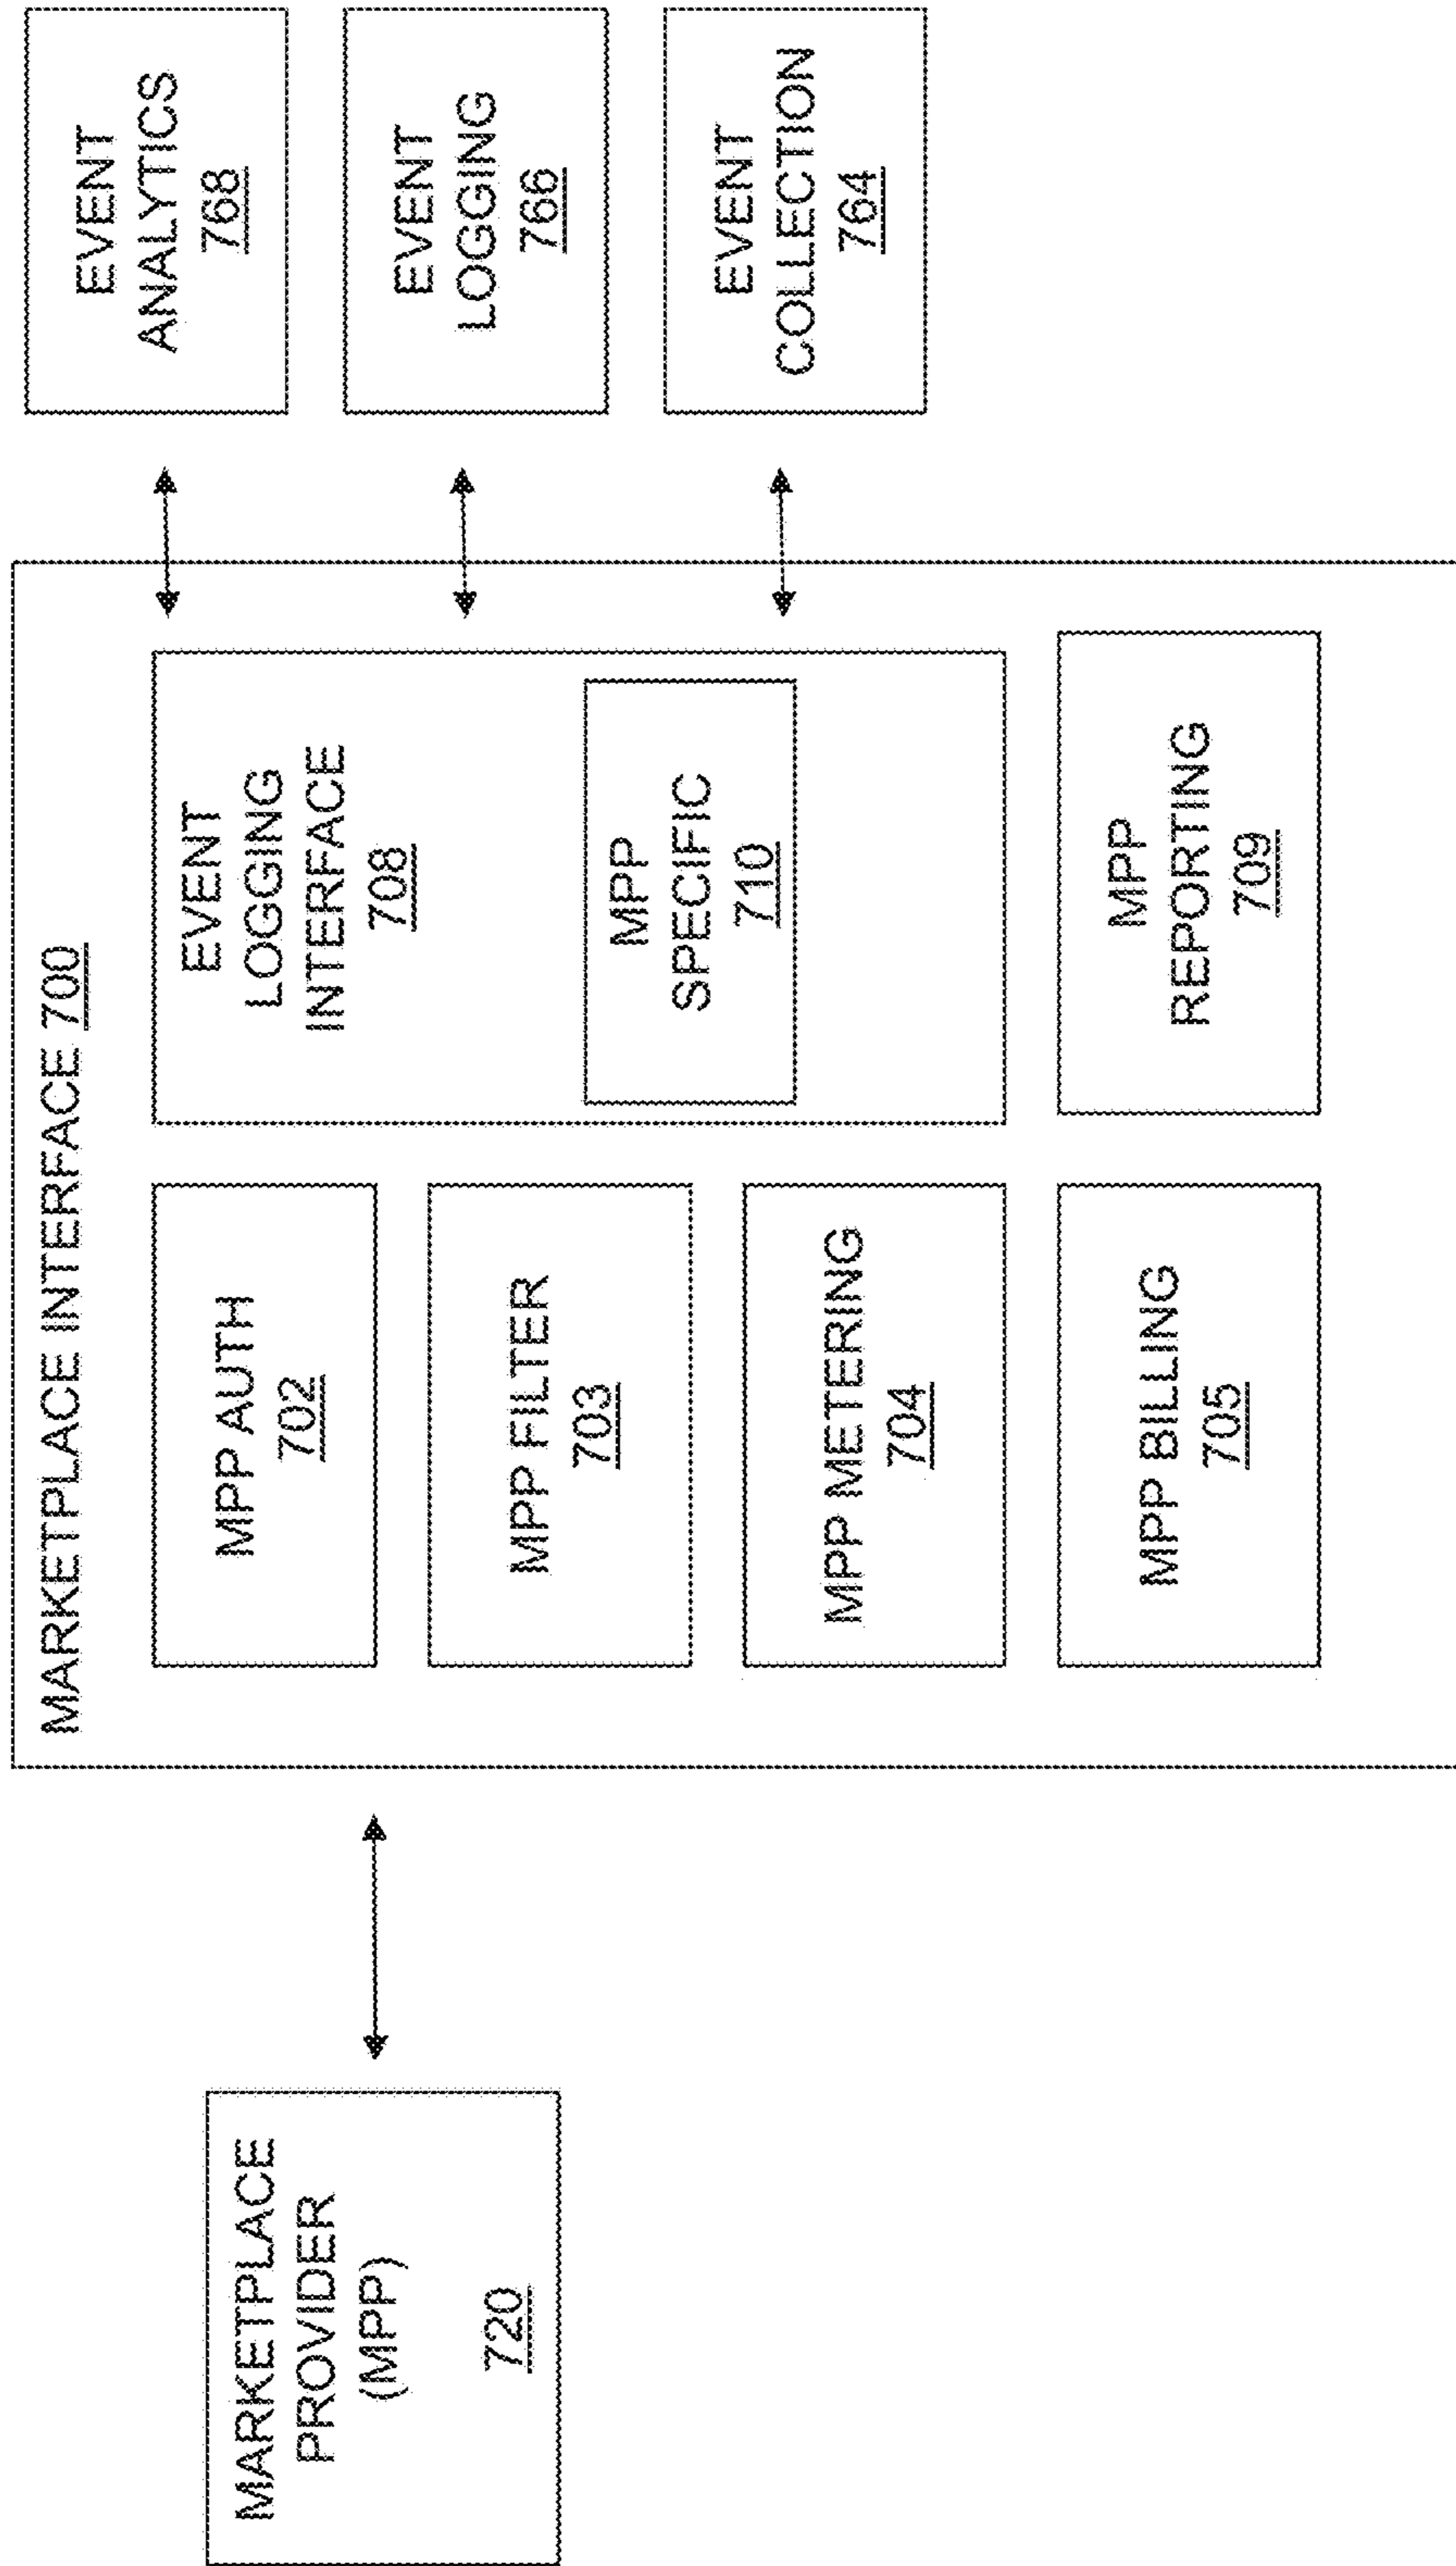 MARKETPLACE
PROVIDER
(MPP)
720
MARKETPLACE INTERFACE 700
MPP AUTH
702
MPP FILTER
703
MPP METERING
704
MPP BILLING
705
EVENT
LOGGING
INTERFACE
708
MPP
SPECIFIC
710
MPP
REPORTING
709
EVENT
ANALYTICS
768
EVENT
LOGGING
766
EVENT
COLLECTION
764